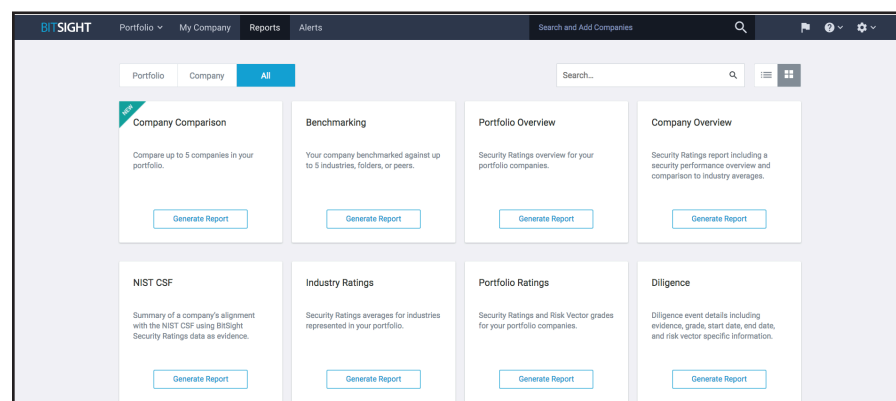 BITSIGHT Portfolio My Company Reports Alerts Search and Add Companies
Portfolio Company All Search...
NEW
Company Comparison
Compare up to 5 companies in your
portfolio.
Generate Report
Benchmarking
Your company benchmarked against up
to 5 industries, folders, or peers.
Generate Report
Portfolio Overview
Security Ratings overview for your
portfolio companies.
Generate Report
Company Overview
Security Ratings report including a
security performance overview and
comparison to industry averages.
Generate Report
NIST CSF
Summary of a company's alignment
with the NIST CSF using BitSight
Security Ratings data as evidence.
Generate Report
Industry Ratings
Security Ratings averages for industries
represented in your portfolio.
Generate Report
Portfolio Ratings
Security Ratings and Risk Vector grades
for your portfolio companies.
Generate Report
Diligence
Diligence event details including
evidence, grade, start date, end date,
and risk vector specific information.
Generate Report